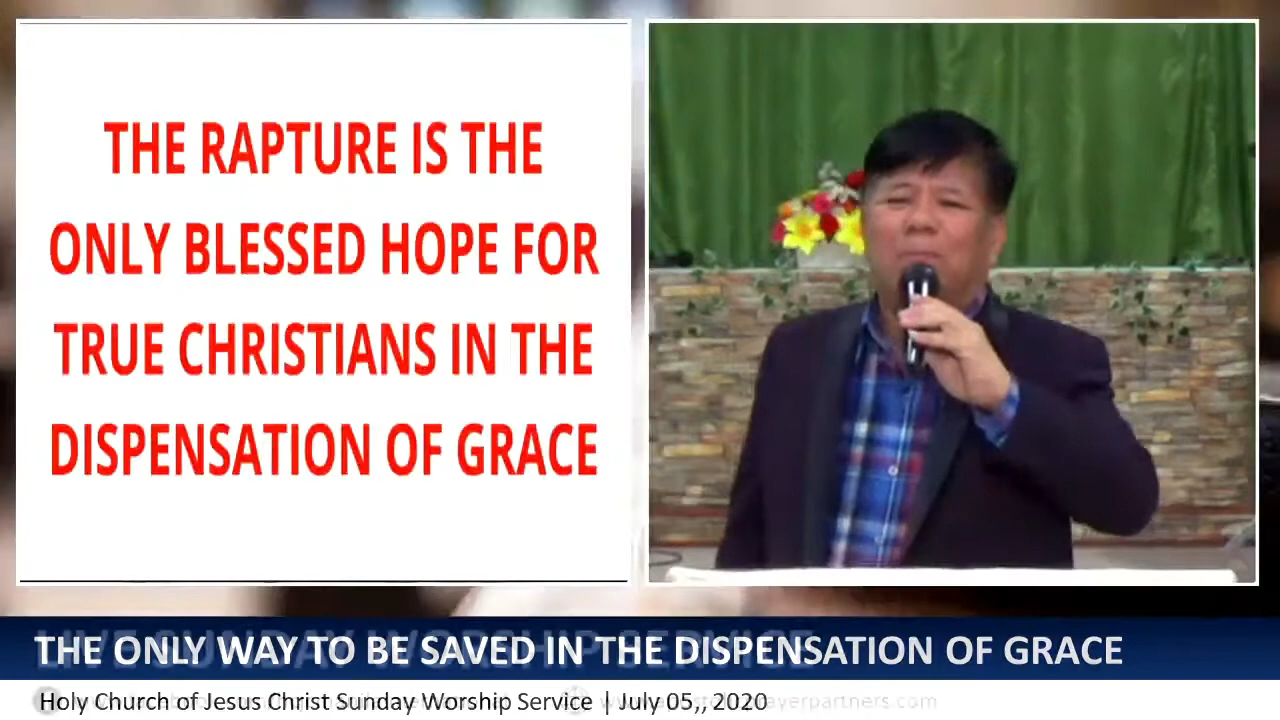 THE RAPTURE IS THE
ONLY BLESSED HOPE FOR
TRUE CHRISTIANS IN THE
DISPENSATION OF GRACE
THE ONLY WAY TO BE SAVED IN THE DISPENSATION OF GRACE
Holy Church of Jesus Christ Sunday Worship Service | July 05,, 2020